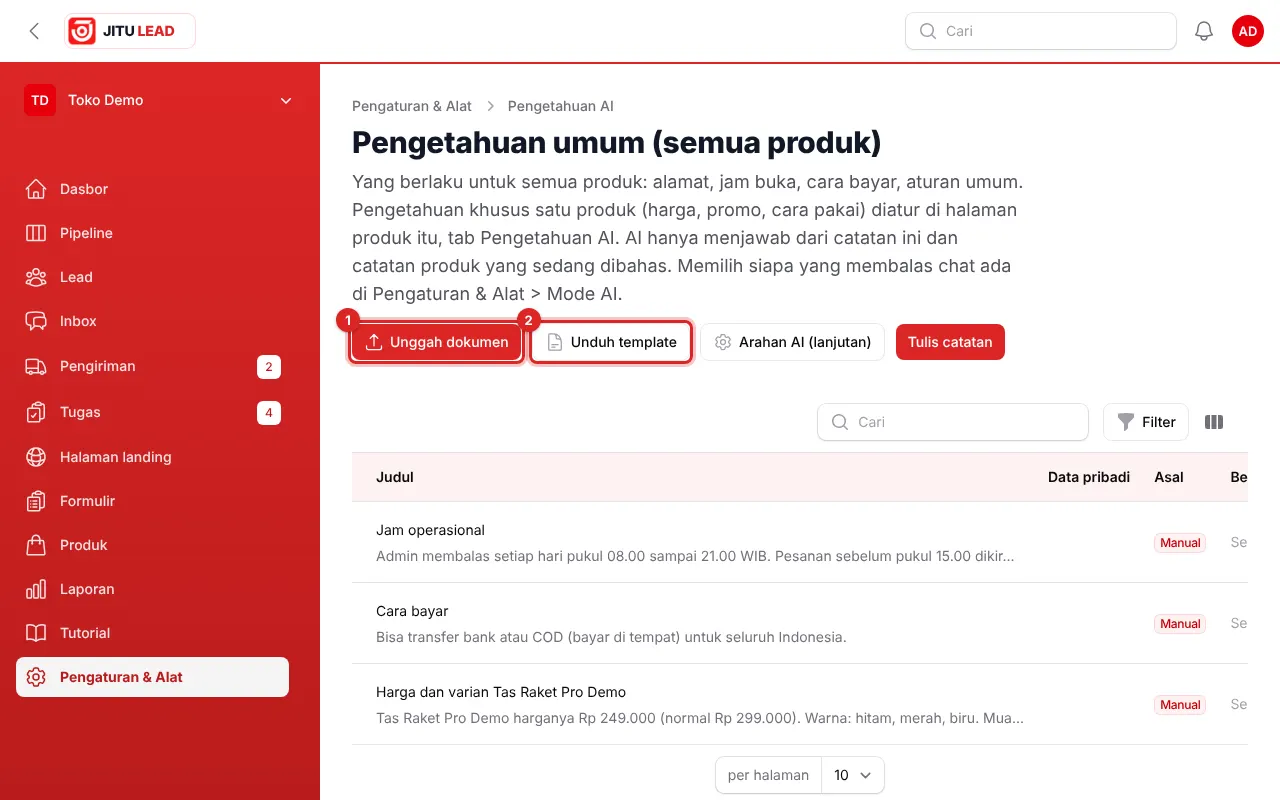 JITU LEAD
Cari
AD
TD
Toko Demo
Dasbor
Pipeline
Lead
Inbox
Pengiriman
2
Tugas
4
Halaman landing
Formulir
Produk
Laporan
Tutorial
Pengaturan & Alat
Pengaturan & Alat > Pengetahuan AI
Pengetahuan umum (semua produk)
Yang berlaku untuk semua produk: alamat, jam buka, cara bayar, aturan umum.
Pengetahuan khusus satu produk (harga, promo, cara pakai) diatur di halaman
produk itu, tab Pengetahuan AI. AI hanya menjawab dari catatan ini dan
catatan produk yang sedang dibahas. Memilih siapa yang membalas chat ada
di Pengaturan & Alat > Mode AI.
1
Unggah dokumen
2
Unduh template
Arahan AI (lanjutan)
Tulis catatan
Cari
Filter
Judul
Data pribadi
Asal
Be
Jam operasional
Admin membalas setiap hari pukul 08.00 sampai 21.00 WIB. Pesanan sebelum pukul 15.00 dikir...
Manual
Se
Cara bayar
Bisa transfer bank atau COD (bayar di tempat) untuk seluruh Indonesia.
Manual
Se
Harga dan varian Tas Raket Pro Demo
Tas Raket Pro Demo harganya Rp 249.000 (normal Rp 299.000). Warna: hitam, merah, biru. Mua...
Manual
Se
per halaman
10